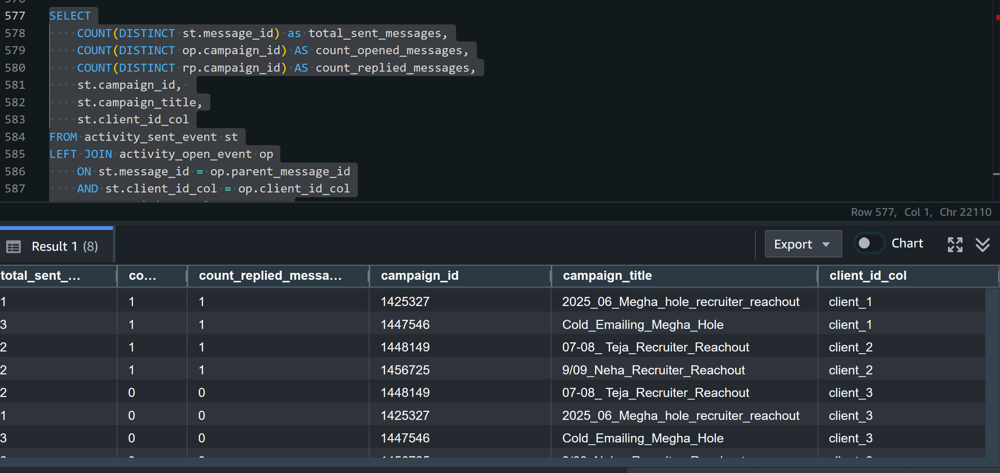 577 SELECT
578 COUNT(DISTINCT st.message_id) as total_sent_messages,
579 COUNT(DISTINCT op.campaign_id) AS count_opened_messages,
580 COUNT(DISTINCT rp.campaign_id) AS count_replied_messages,
581 st.campaign_id,
582 st.campaign_title,
583 st.client_id_col
584 FROM activity_sent_event st
585 LEFT JOIN activity_open_event op
586 ON st.message_id = op.parent_message_id
587 AND st.client_id_col = op.client_id_col
Row 577, Col 1, Chr 22110
Result 1 (8) Export Chart
total_sent_... co... count_replied_messa... campaign_id campaign_title client_id_col
1 1 1 1425327 2025_06_Megha_hole_recruiter_reachout client_1
3 1 1 1447546 Cold_Emailing_Megha_Hole client_1
2 1 1 1448149 07-08_ Teja_Recruiter_Reachout client_2
2 1 1 1456725 9/09_Neha_Recruiter_Reachout client_2
2 0 0 1448149 07-08_ Teja_Recruiter_Reachout client_3
1 0 0 1425327 2025_06_Megha_hole_recruiter_reachout client_3
3 0 0 1447546 Cold_Emailing_Megha_Hole client_3